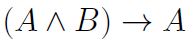 (A ∧ B) → A